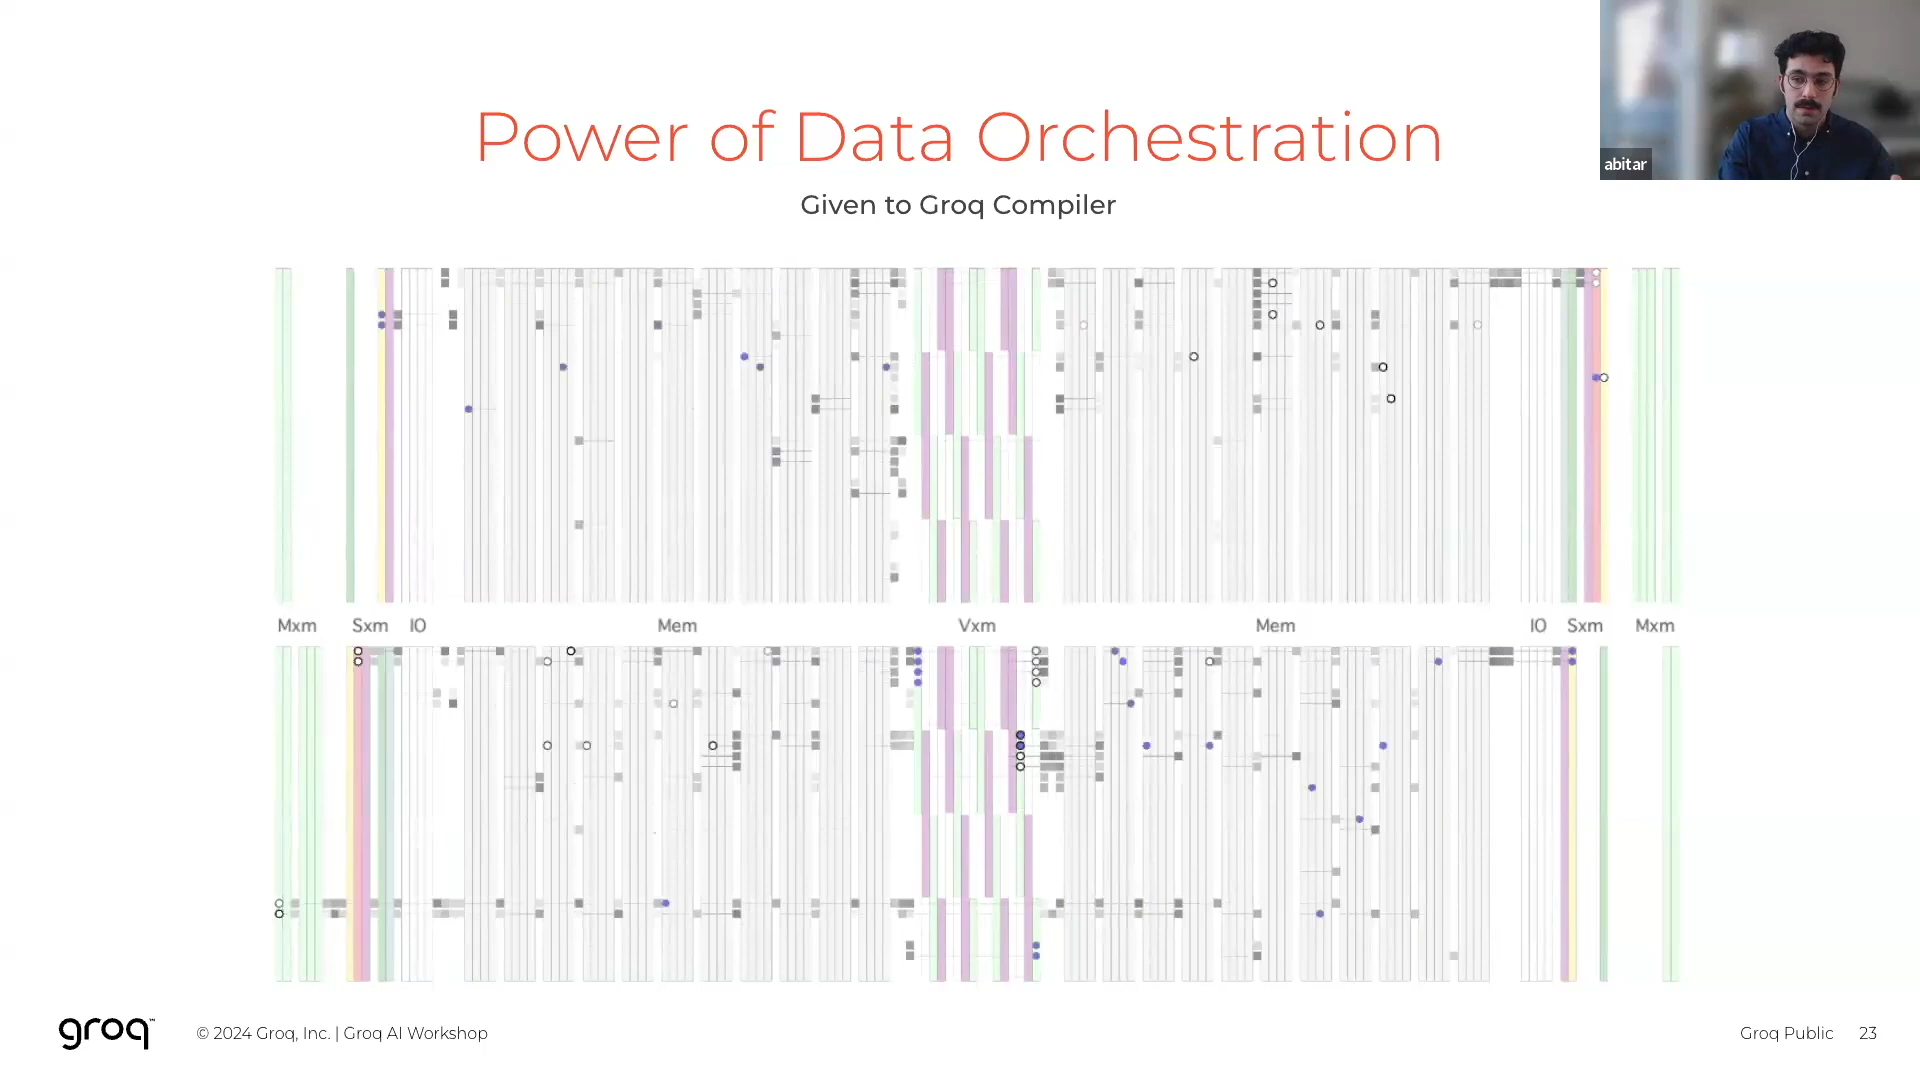 abitar
Power of Data Orchestration
Given to Groq Compiler
Mxm Sxm IO Mem Vxm Mem IO Sxm Mxm
groq™ © 2024 Groq, Inc. | Groq AI Workshop Groq Public 23